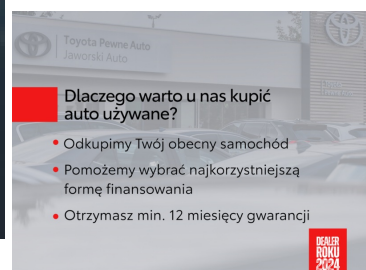 Toyota Pewne Auto
Jaworski Auto
Dlaczego warto u nas kupić
auto używane?
• Odkupimy Twój obecny samochód
• Pomożemy wybrać najkorzystniejszą
formę finansowania
• Otrzymasz min. 12 miesięcy gwarancji
DEALER
ROKU
2024